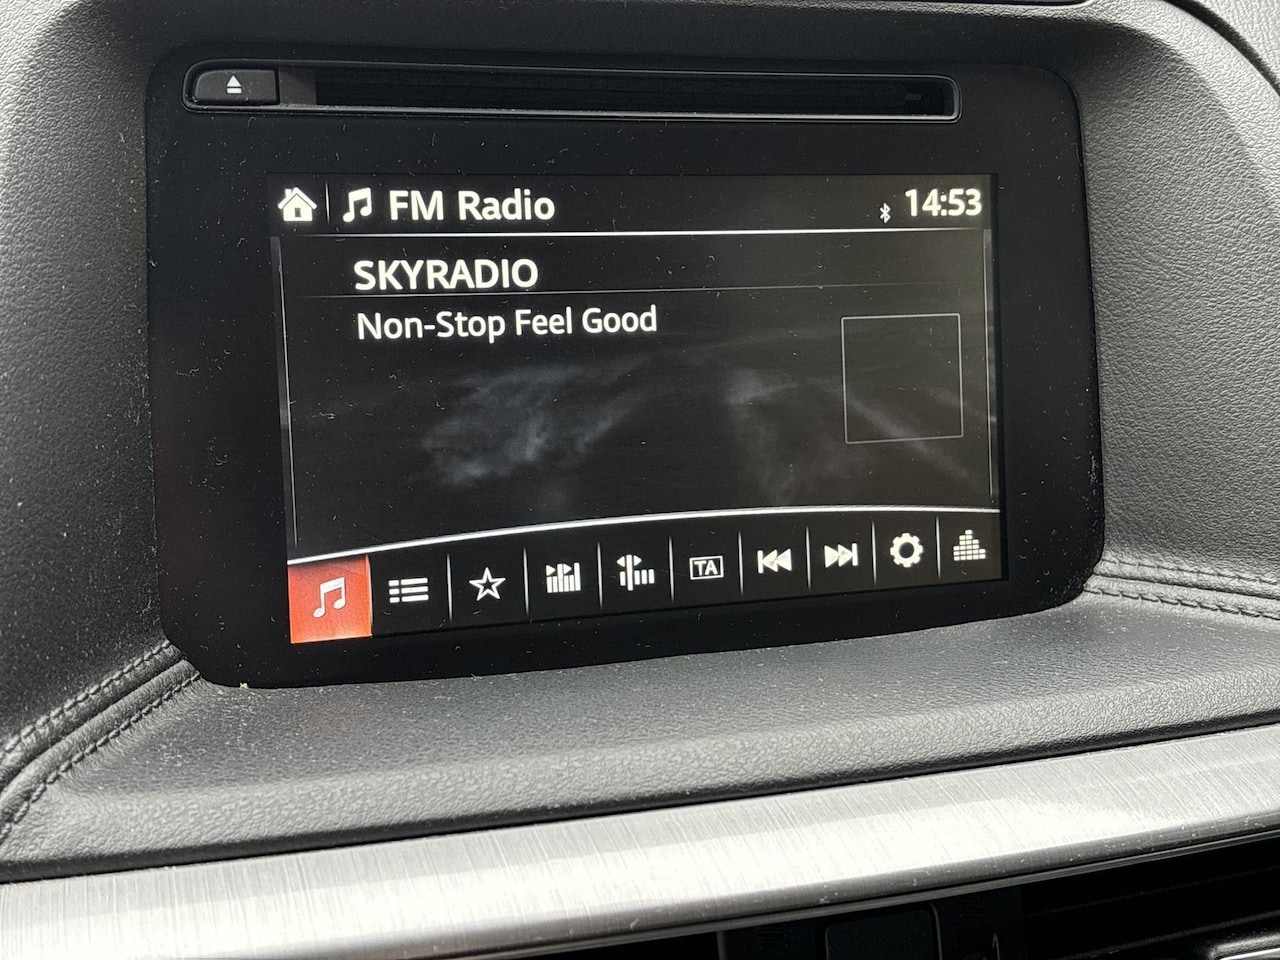 FM Radio 14:53
SKYRADIO
Non-Stop Feel Good
TA